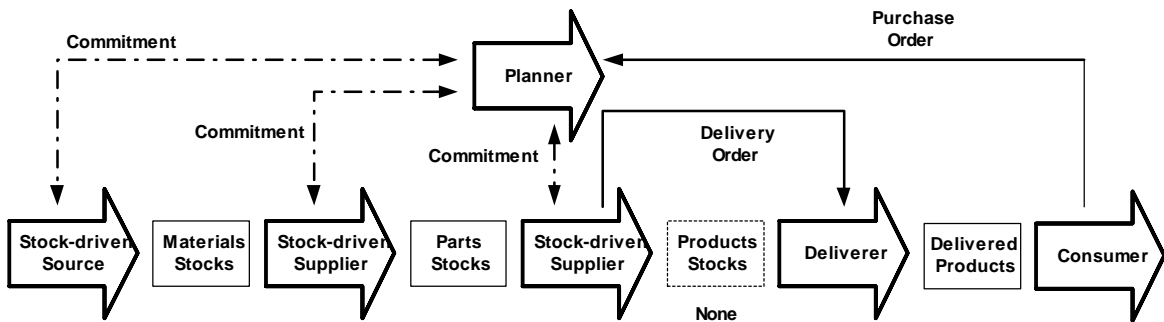 Purchase
Order
Commitment
Planner
Commitment
Commitment
Delivery
Order
Stock-driven
Source
Materials
Stocks
Stock-driven
Supplier
Parts
Stocks
Stock-driven
Supplier
Products
Stocks
Deliverer
Delivered
Products
Consumer
None